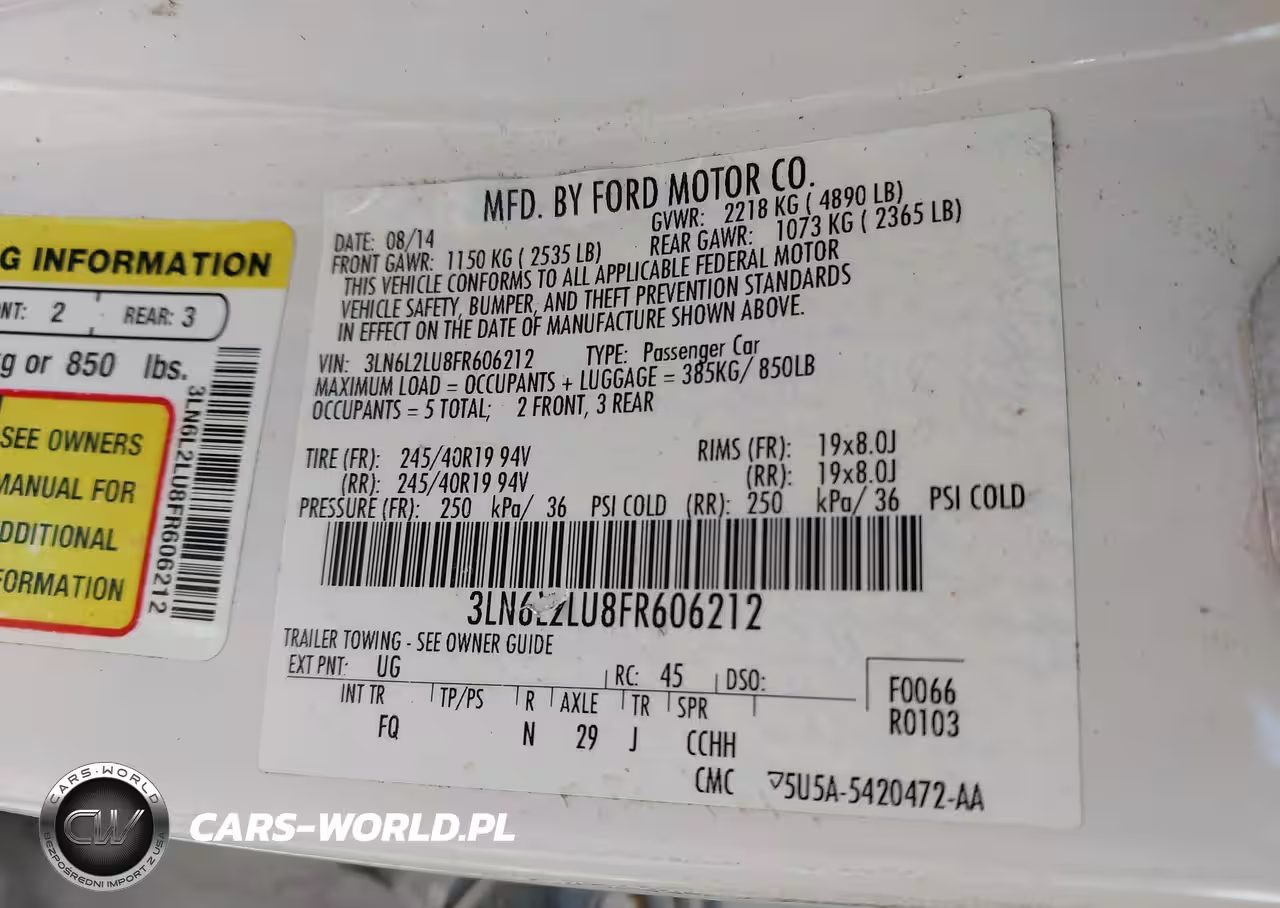 G INFORMATION
NT: 2 REAR: 3
g or 850 lbs.
SEE OWNERS
MANUAL FOR
DDITIONAL
FORMATION
3LN6L2LU8FR606212
MFD. BY FORD MOTOR CO.
DATE: 08/14 GVWR: 2218 KG ( 4890 LB)
FRONT GAWR: 1150 KG ( 2535 LB) REAR GAWR: 1073 KG ( 2365 LB)
THIS VEHICLE CONFORMS TO ALL APPLICABLE FEDERAL MOTOR
VEHICLE SAFETY, BUMPER, AND THEFT PREVENTION STANDARDS
IN EFFECT ON THE DATE OF MANUFACTURE SHOWN ABOVE.
VIN: 3LN6L2LU8FR606212 TYPE: Passenger Car
MAXIMUM LOAD = OCCUPANTS + LUGGAGE = 385KG/ 850LB
OCCUPANTS = 5 TOTAL; 2 FRONT, 3 REAR
TIRE (FR): 245/40R19 94V RIMS (FR): 19x8.0J
(RR): 245/40R19 94V (RR): 19x8.0J
PRESSURE (FR): 250 kPa/ 36 PSI COLD (RR): 250 kPa/ 36 PSI COLD
3LN6L2LU8FR606212
TRAILER TOWING - SEE OWNER GUIDE
EXT PNT: UG RC: 45 DSO:
INT TR TP/PS R AXLE TR SPR
FQ N 29 J CCHH
F0066
R0103
CMC ▽5U5A-5420472-AA
CARS-WORLD
CW
BEZPOŚREDNI IMPORT Z USA
CARS-WORLD.PL